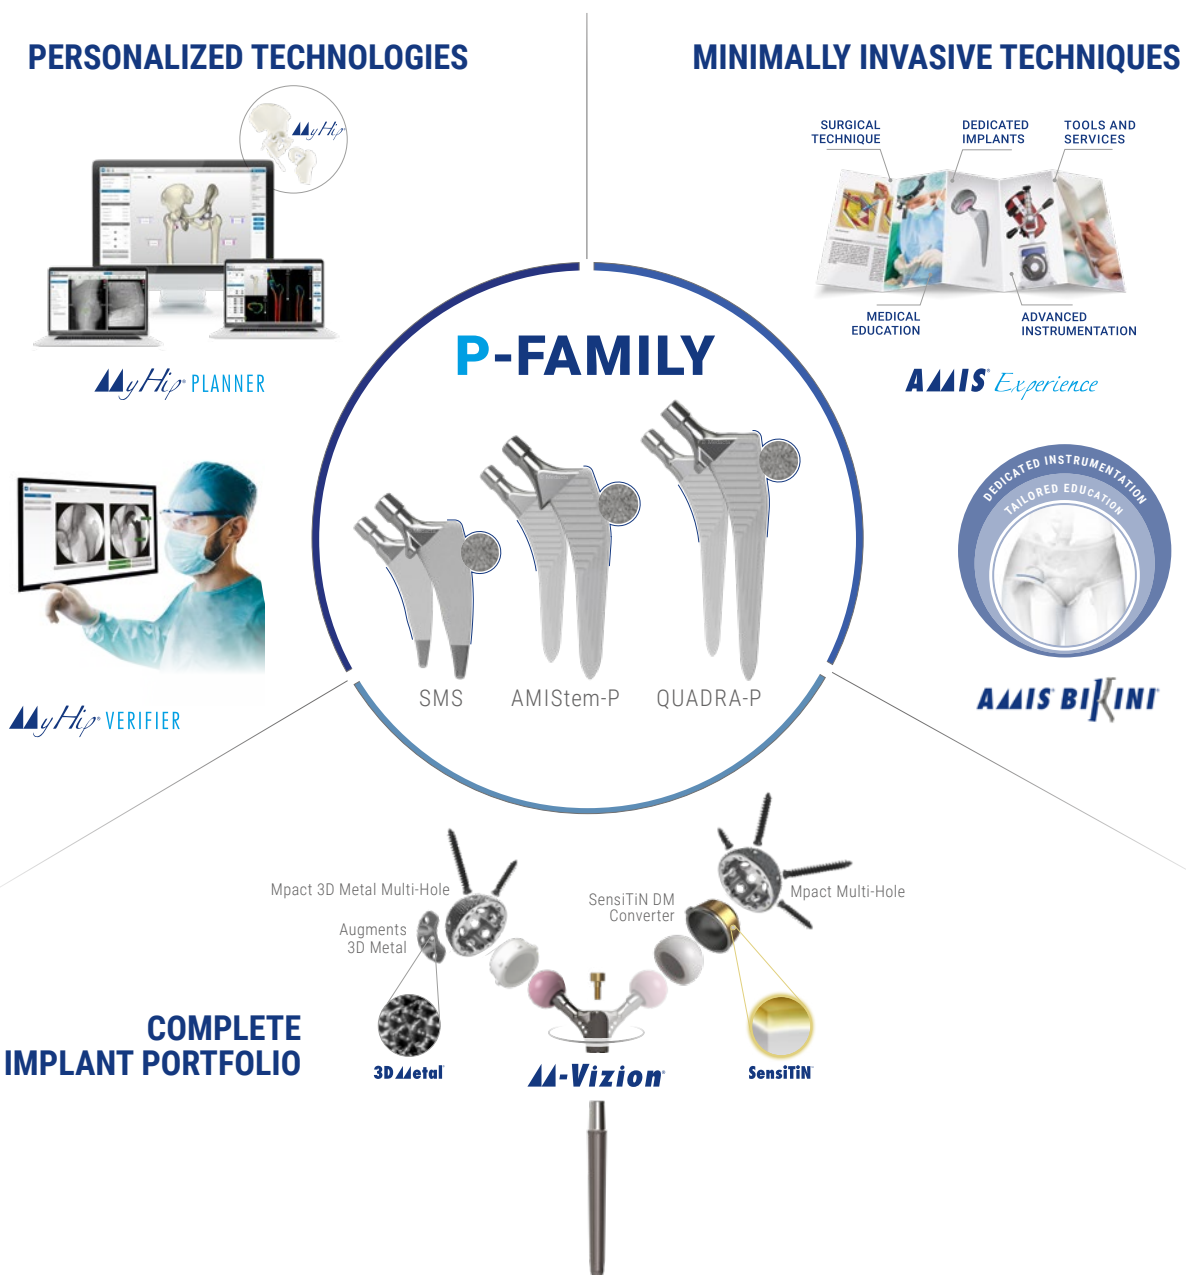 PERSONALIZED TECHNOLOGIES
MyHip®
MyHip® PLANNER
MyHip® VERIFIER
MINIMALLY INVASIVE TECHNIQUES
SURGICAL
TECHNIQUE
DEDICATED
IMPLANTS
TOOLS AND
SERVICES
MEDICAL
EDUCATION
ADVANCED
INSTRUMENTATION
AMIS® Experience
DEDICATED INSTRUMENTATION
TAILORED EDUCATION
AMIS® BIKINI
P-FAMILY
SMS
AMIStem-P
QUADRA-P
Mpact 3D Metal Multi-Hole
Augments
3D Metal
SensiTiN DM
Converter
Mpact Multi-Hole
COMPLETE
IMPLANT PORTFOLIO
3D Metal
M-Vizion®
SensiTiN